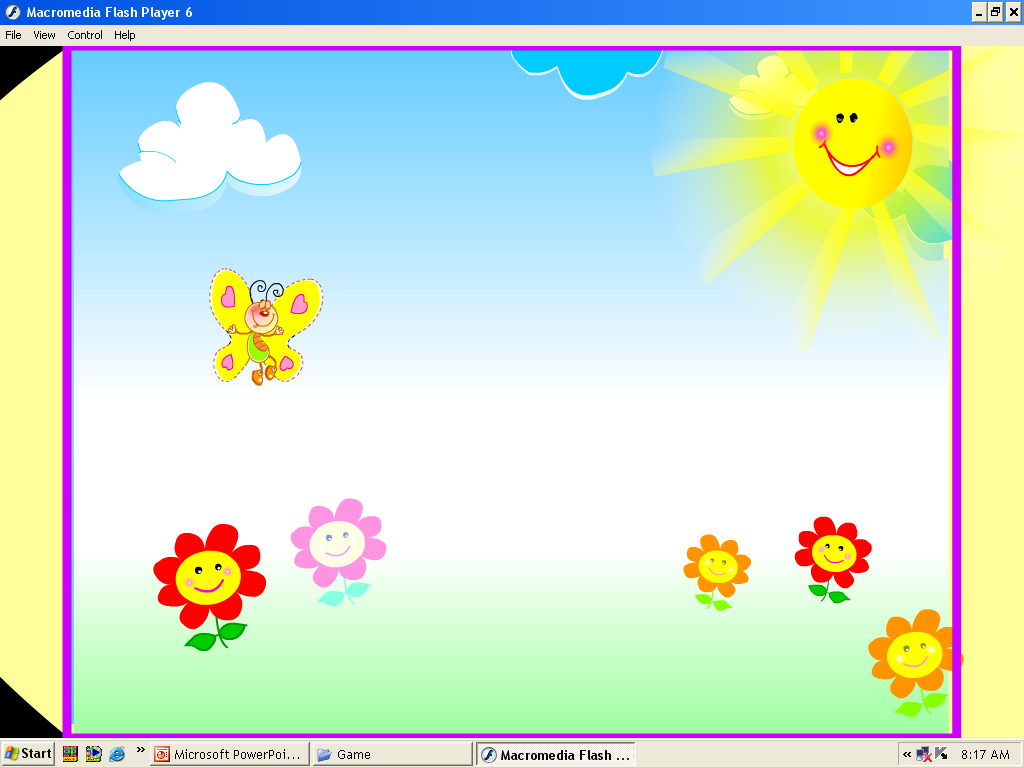 Macromedia Flash Player 6
File View Control Help
Start
»
Microsoft PowerPoi...
Game
Macromedia Flash ...
«
8:17 AM